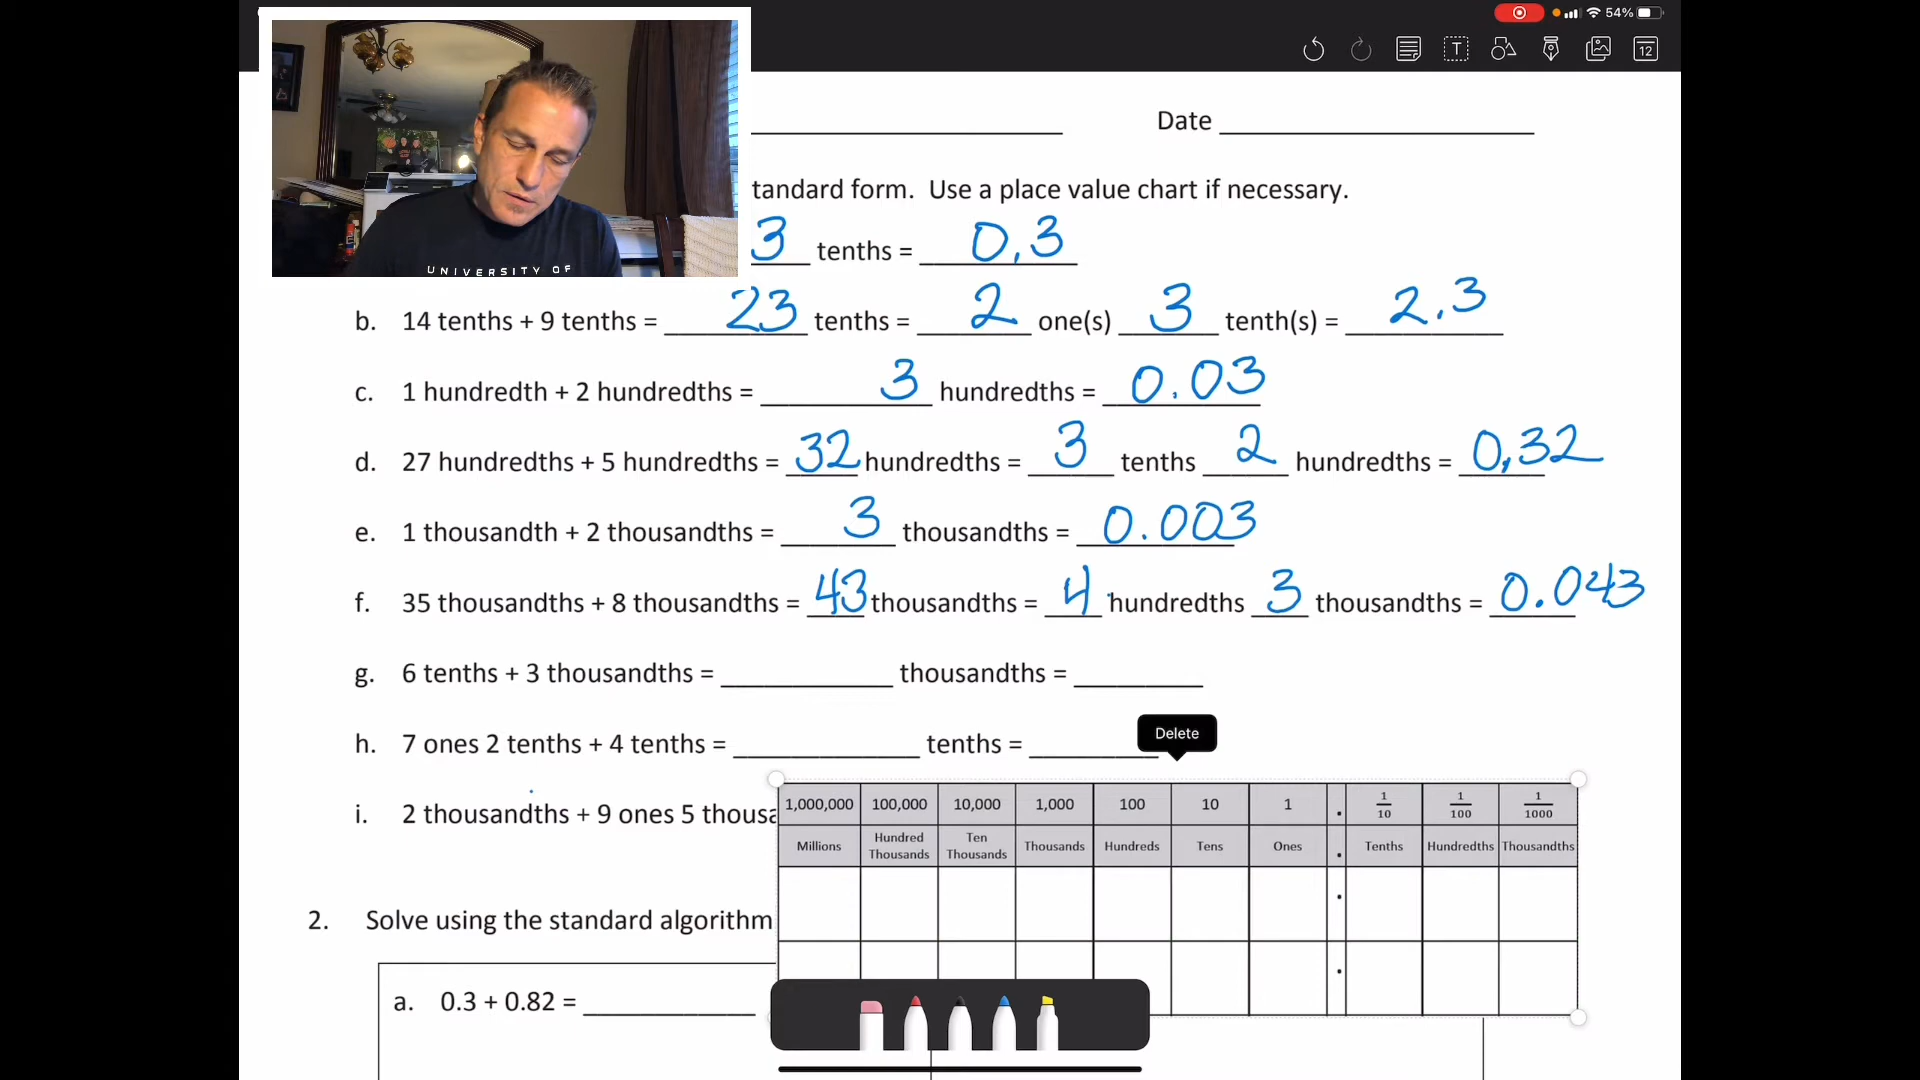 54%
T 12
UNIVERSITY OF
Date
tandard form. Use a place value chart if necessary.
3 tenths = 0,3
b. 14 tenths + 9 tenths = 23 tenths = 2 one(s) 3 tenth(s) = 2.3
c. 1 hundredth + 2 hundredths = 3 hundredths = 0.03
d. 27 hundredths + 5 hundredths = 32 hundredths = 3 tenths 2 hundredths = 0,32
e. 1 thousandth + 2 thousandths = 3 thousandths = 0.003
f. 35 thousandths + 8 thousandths = 43 thousandths = 4 hundredths 3 thousandths = 0.043
g. 6 tenths + 3 thousandths = ____ thousandths = ____
h. 7 ones 2 tenths + 4 tenths = ____ tenths = ____
Delete
i. 2 thousandths + 9 ones 5 thousa
1,000,000 100,000 10,000 1,000 100 10 1 . 1/10 1/100 1/1000
Millions Hundred Thousands Ten Thousands Thousands Hundreds Tens Ones . Tenths Hundredths Thousandths
.
.
2. Solve using the standard algorithm
a. 0.3 + 0.82 = ____